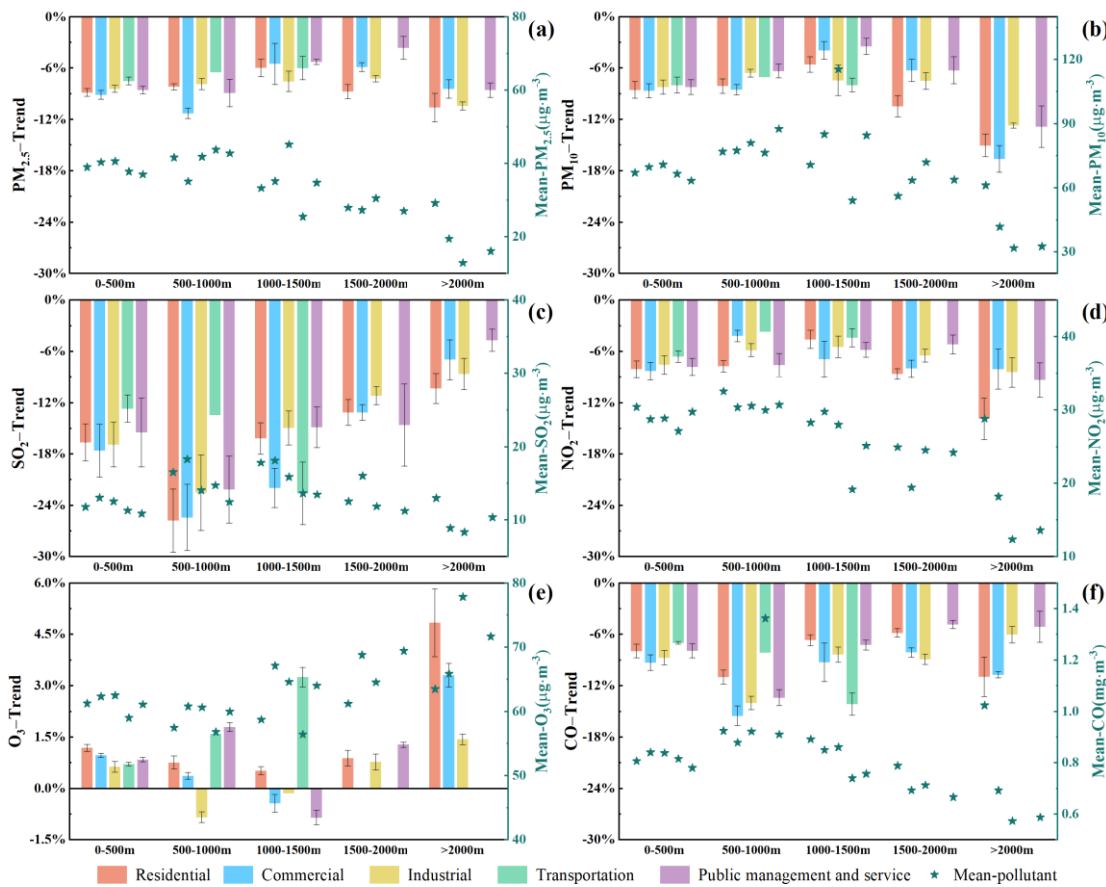 0% 80 (a) 0% (b)
-6% 60 -6% 120
-12% 40 -12% 90
-18% -18% 60
-24% 20 -24% 30
-30% -30%
PM2.5–Trend Mean-PM2.5(μg·m-3) PM10–Trend Mean-PM10(μg·m-3)
0-500m 500-1000m 1000-1500m 1500-2000m >2000m 0-500m 500-1000m 1000-1500m 1500-2000m >2000m
0% 40 (c) 0% (d)
-6% 30 -6% 40
-12% -12% 30
-18% 20 -18%
-24% 10 -24% 20
-30% -30% 10
SO2–Trend Mean-SO2(μg·m-3) NO2–Trend Mean-NO2(μg·m-3)
0-500m 500-1000m 1000-1500m 1500-2000m >2000m 0-500m 500-1000m 1000-1500m 1500-2000m >2000m
6.0% 80 (e) 0% (f)
4.5% 70 -6% 1.4
3.0% -12% 1.2
1.5% 60 -18% 1.0
0.0% 50 -24% 0.8
-1.5% 40 -30% 0.6
O3–Trend Mean-O3(μg·m-3) CO–Trend Mean-CO(mg·m-3)
0-500m 500-1000m 1000-1500m 1500-2000m >2000m 0-500m 500-1000m 1000-1500m 1500-2000m >2000m
Residential Commercial Industrial Transportation Public management and service Mean-pollutant